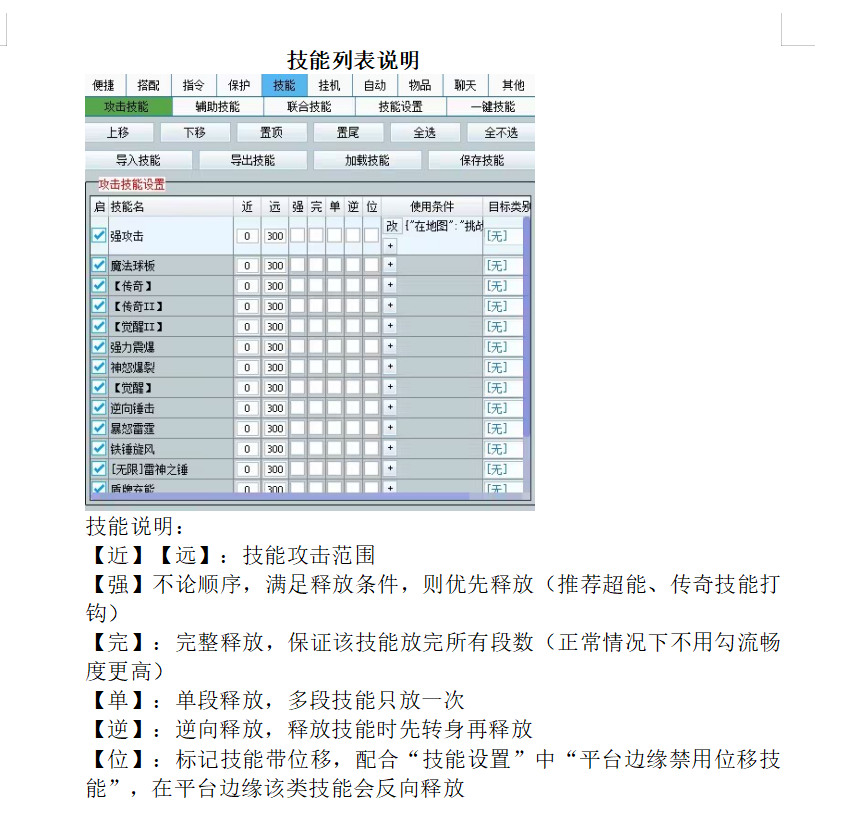 技能列表说明
便捷 搭配 指令 保护 技能 挂机 自动 物品 聊天 其他
攻击技能 辅助技能 联合技能 技能设置 一键技能
上移 下移 置顶 置尾 全选 全不选
导入技能 导出技能 加载技能 保存技能
攻击技能设置
启 技能名 近 远 强 完 单 逆 位 使用条件 目标类别
强攻击 0 300 改 {"在地图":"挑战 [无]
+
魔法球板 0 300 + [无]
【传奇】 0 300 + [无]
【传奇II】 0 300 + [无]
【觉醒II】 0 300 + [无]
强力震爆 0 300 + [无]
神怒爆裂 0 300 + [无]
【觉醒】 0 300 + [无]
逆向锤击 0 300 + [无]
暴怒雷霆 0 300 + [无]
铁锤旋风 0 300 + [无]
[无限]雷神之锤 0 300 + [无]
盾牌充能 0 300 + [无]
技能说明：
【近】【远】：技能攻击范围
【强】不论顺序，满足释放条件，则优先释放（推荐超能、传奇技能打
钩）
【完】：完整释放，保证该技能放完所有段数（正常情况下不用勾流畅
度更高）
【单】：单段释放，多段技能只放一次
【逆】：逆向释放，释放技能时先转身再释放
【位】：标记技能带位移，配合“技能设置”中“平台边缘禁用位移技
能”，在平台边缘该类技能会反向释放